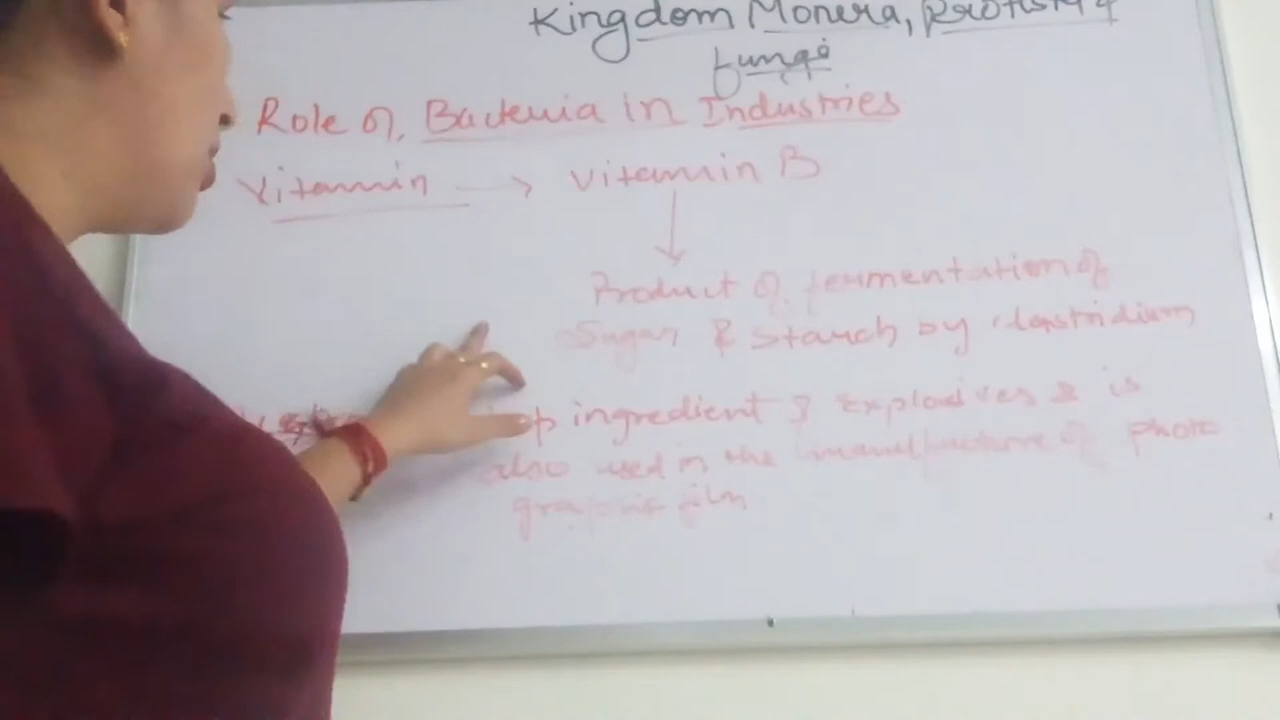 Kingdom Monera, Protista &
fungi
Role of Bacteria in Industries
Vitamin → Vitamin B
Product of fermentation of
Sugar & Starch by Clostridium
ingredient of Explosives & is
also used in the manufacture of photo
graphic film